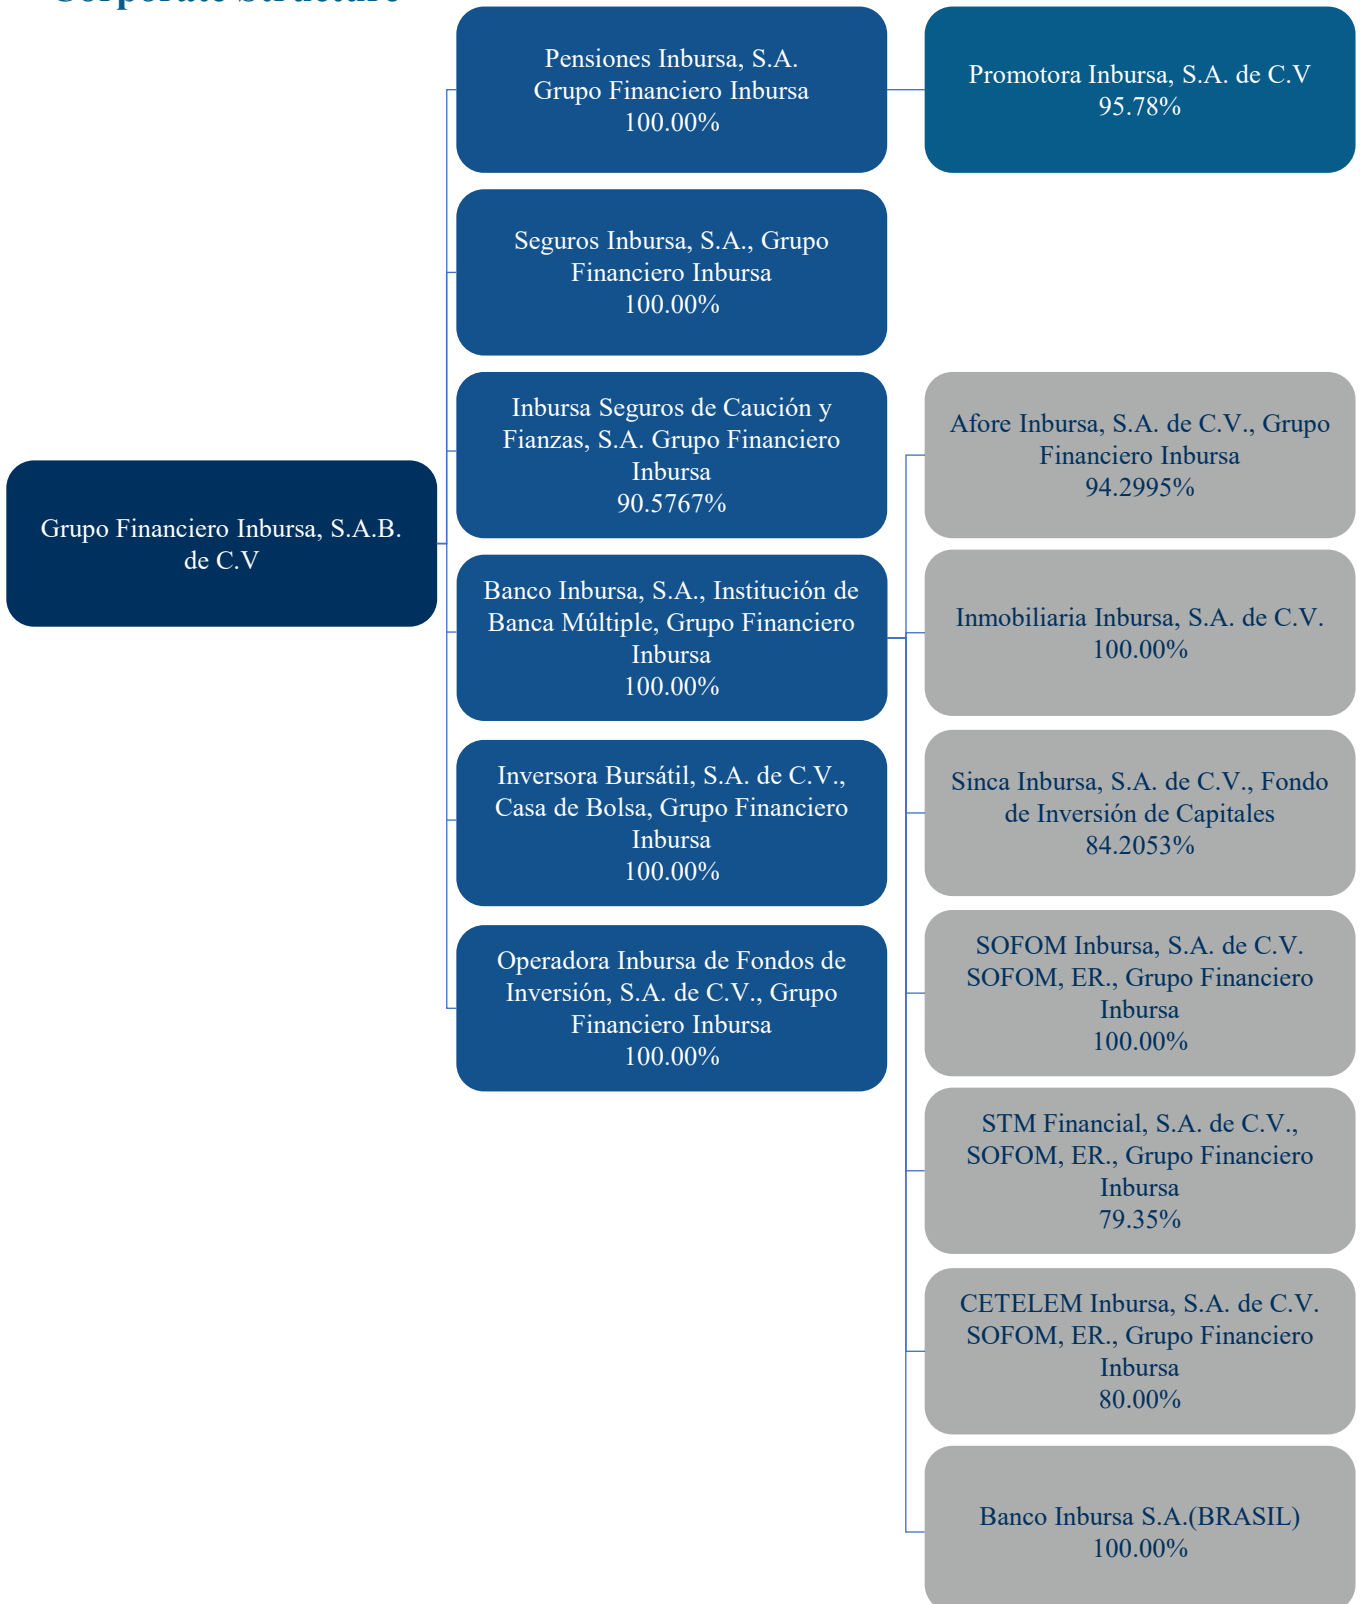 Corporate Structure
Pensiones Inbursa, S.A.
Grupo Financiero Inbursa
100.00%
Promotora Inbursa, S.A. de C.V
95.78%
Seguros Inbursa, S.A., Grupo
Financiero Inbursa
100.00%
Inbursa Seguros de Caución y
Fianzas, S.A. Grupo Financiero
Inbursa
90.5767%
Grupo Financiero Inbursa, S.A.B.
de C.V
Banco Inbursa, S.A., Institución de
Banca Múltiple, Grupo Financiero
Inbursa
100.00%
Inversora Bursátil, S.A. de C.V.,
Casa de Bolsa, Grupo Financiero
Inbursa
100.00%
Operadora Inbursa de Fondos de
Inversión, S.A. de C.V., Grupo
Financiero Inbursa
100.00%
Afore Inbursa, S.A. de C.V., Grupo
Financiero Inbursa
94.2995%
Inmobiliaria Inbursa, S.A. de C.V.
100.00%
Sinca Inbursa, S.A. de C.V., Fondo
de Inversión de Capitales
84.2053%
SOFOM Inbursa, S.A. de C.V.
SOFOM, ER., Grupo Financiero
Inbursa
100.00%
STM Financial, S.A. de C.V.,
SOFOM, ER., Grupo Financiero
Inbursa
79.35%
CETELEM Inbursa, S.A. de C.V.
SOFOM, ER., Grupo Financiero
Inbursa
80.00%
Banco Inbursa S.A.(BRASIL)
100.00%